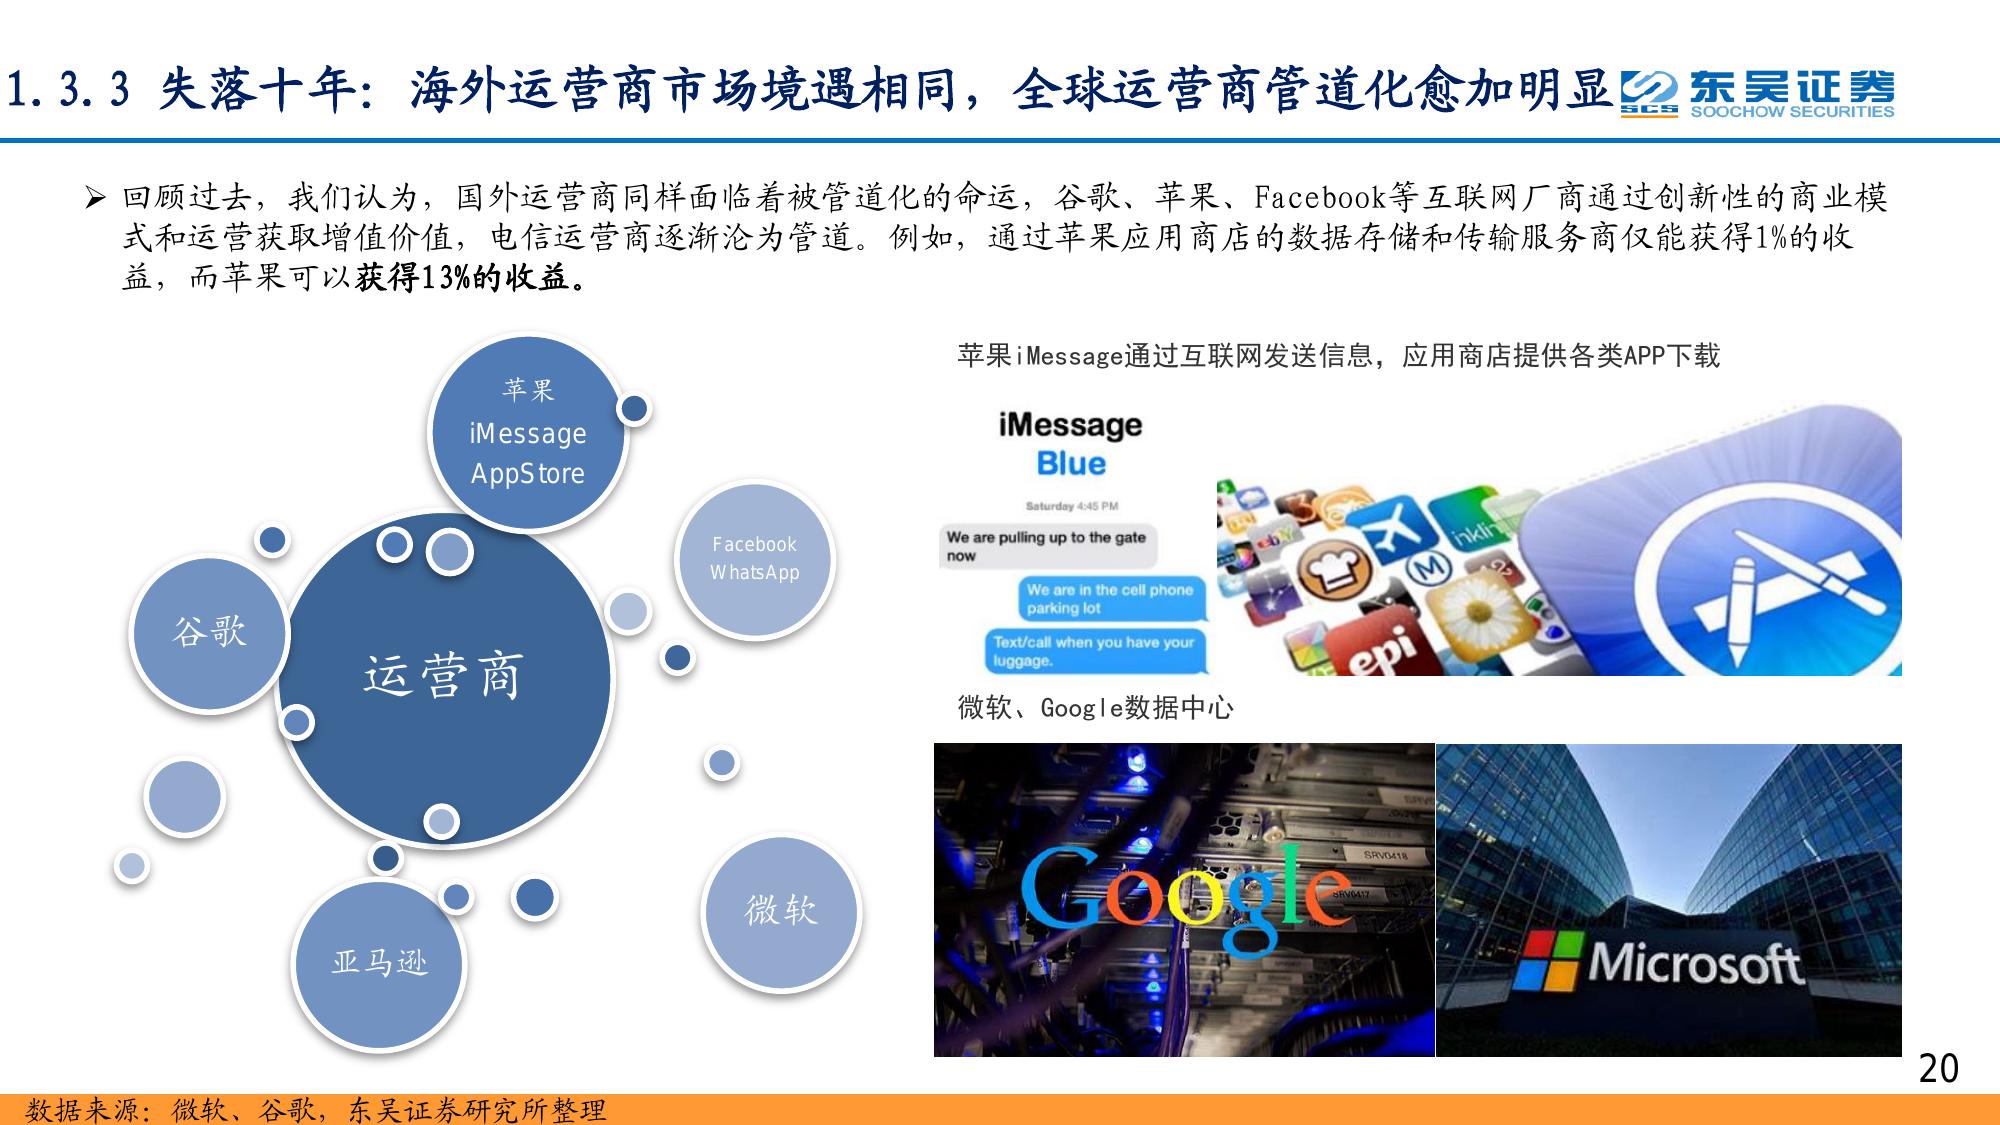 1.3.3 失落十年：海外运营商市场境遇相同，全球运营商管道化愈加明显
SCS
东吴证券
SOOCHOW SECURITIES
➢ 回顾过去，我们认为，国外运营商同样面临着被管道化的命运，谷歌、苹果、Facebook等互联网厂商通过创新性的商业模
式和运营获取增值价值，电信运营商逐渐沦为管道。例如，通过苹果应用商店的数据存储和传输服务商仅能获得1%的收
益，而苹果可以获得13%的收益。
苹果
iMessage
AppStore
Facebook
WhatsApp
谷歌
运营商
微软
亚马逊
苹果iMessage通过互联网发送信息，应用商店提供各类APP下载
iMessage
Blue
Saturday 4:45 PM
We are pulling up to the gate
now
We are in the cell phone
parking lot
Text/call when you have your
luggage.
ebY
inklin
epi
微软、Google数据中心
SRV0418
SRV0417
Google
Microsoft
20
数据来源：微软、谷歌，东吴证券研究所整理